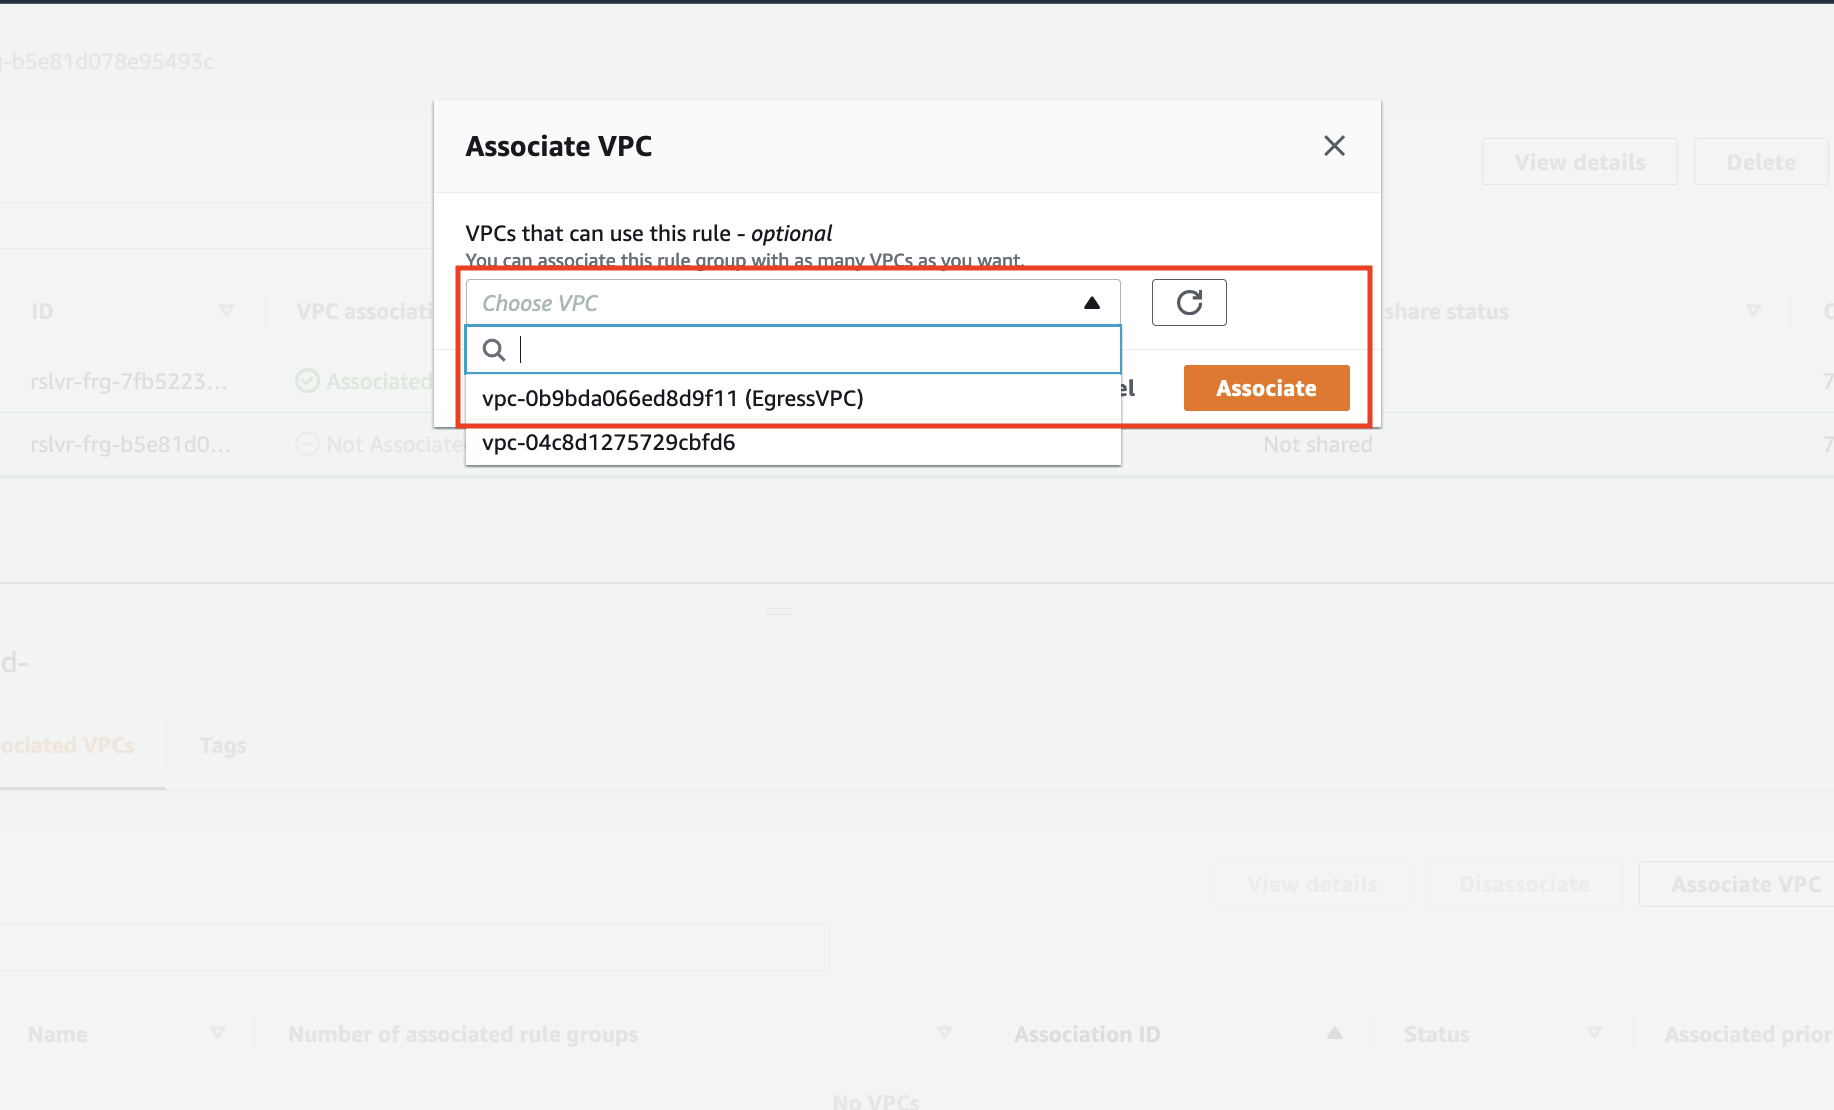 -b5e81d078e95493c
Associate VPC
View details
Delete
VPCs that can use this rule - optional
You can associate this rule group with as many VPCs as you want.
Choose VPC
ID
VPC associati
share status
rslvr-frg-7fb5223...
Associated
vpc-0b9bda066ed8d9f11 (EgressVPC)
el
Associate
7
rslvr-frg-b5e81d0...
Not Associate
vpc-04c8d1275729cbfd6
Not shared
7
d-
ociated VPCs
Tags
View details
Disassociate
Associate VPC
Name
Number of associated rule groups
Association ID
Status
Associated prior
No VPCs